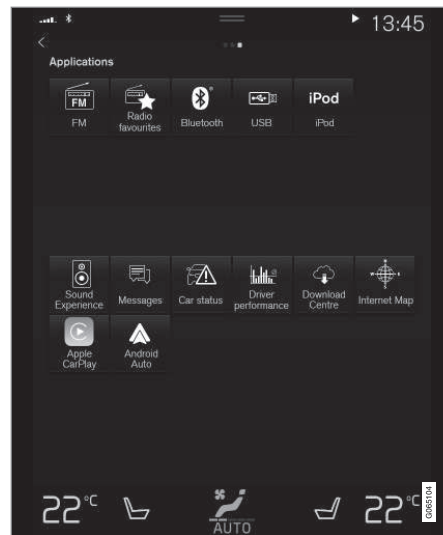 13:45
Applications
FM
FM
Radio
favourites
Bluetooth
USB
iPod
iPod
Sound
Experience
Messages
Car status
Driver
performance
Download
Centre
Internet Map
Apple
CarPlay
Android
Auto
22°C
AUTO
22°C
G065104